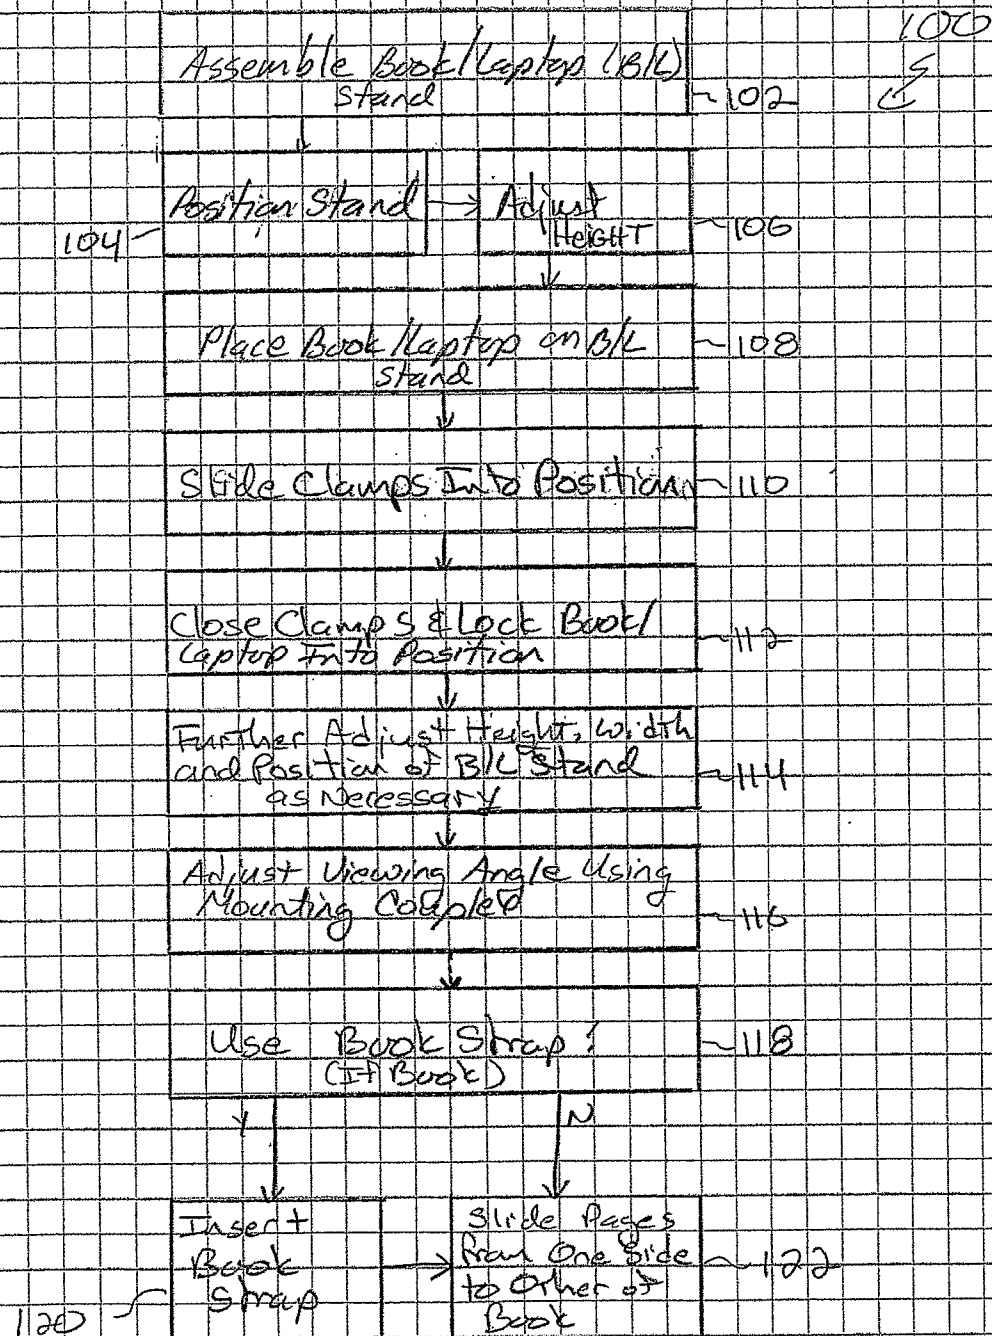 100
Assemble Book/Laptop (B/L)
Stand
102
Position Stand
104
Adjust
HEIGHT
106
Place Book/Laptop on B/L
Stand
108
Slide Clamps Into Position
110
Close Clamps & Lock Book/
Laptop Into Position
112
Further Adjust Height, Width
and Position of B/L Stand
as Necessary
114
Adjust Viewing Angle Using
Mounting Coupler
116
Use Book Strap?
(If Book)
118
Y
N
Insert
Book
Strap
120
Slide Pages
From One Side
to Other of
Book
122